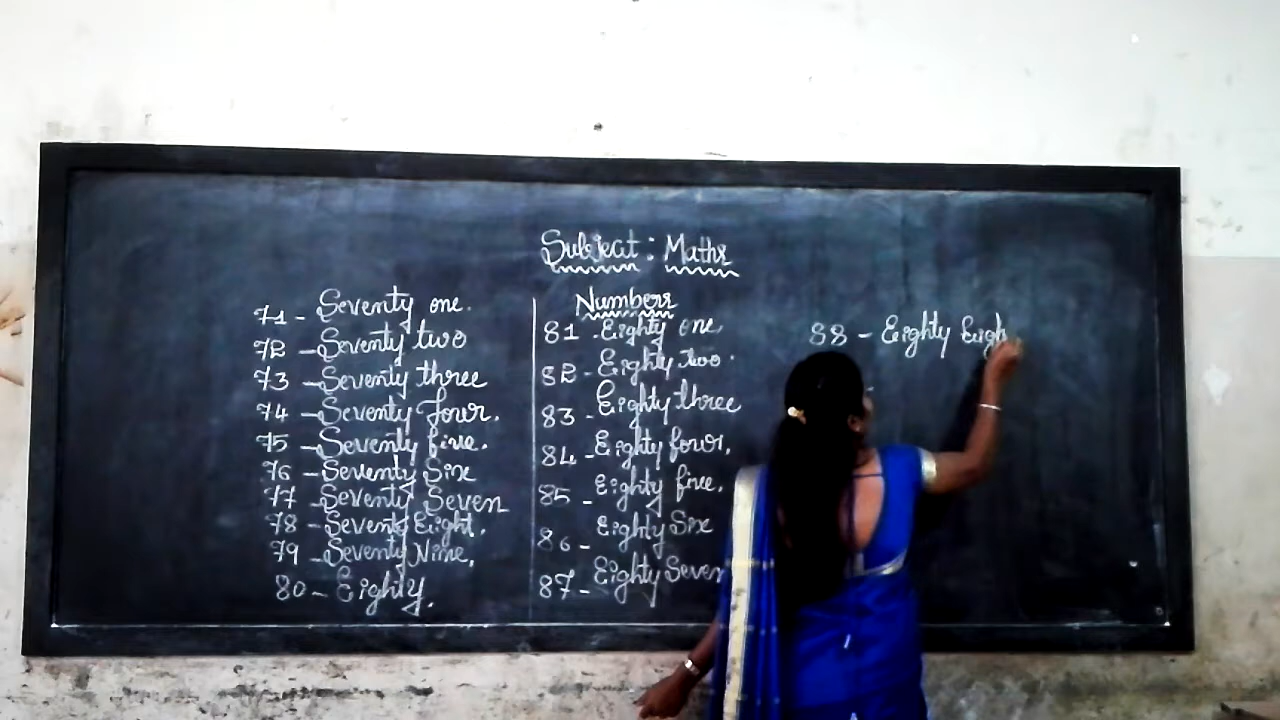 Subject: Maths
Numbers
71 - Seventy one.
72 - Seventy two
73 - Seventy three
74 - Seventy Four.
75 - Seventy five.
76 - Seventy Six
77 - Seventy Seven
78 - Seventy Eight.
79 - Seventy Nine.
80 - Eighty.
81 - Eighty one.
82 - Eighty two.
83 - Eighty three
84 - Eighty four.
85 - Eighty five.
86 - Eighty Six
87 - Eighty Seven
88 - Eighty Eigh